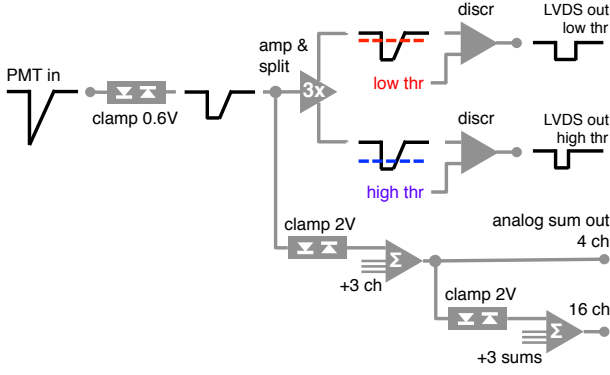 discr
LVDS out
low thr
amp &
split
PMT in
clamp 0.6V
3x
low thr
discr
LVDS out
high thr
high thr
clamp 2V
analog sum out
4 ch
Σ
+3 ch
clamp 2V
16 ch
Σ
+3 sums